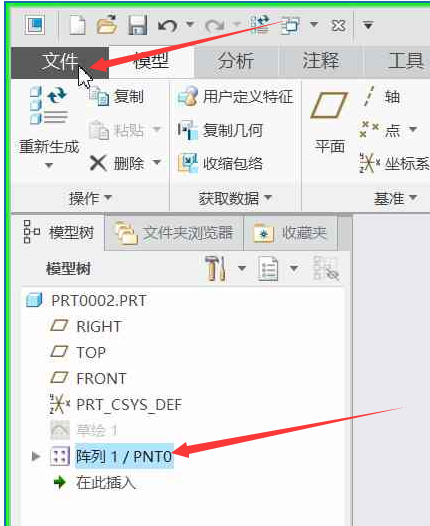 文件 模型 分析 注释 工具
复制 用户定义特征 轴
重新生成 粘贴 复制几何 平面 点
删除 收缩包络 坐标系
操作 获取数据 基准
模型树 文件夹浏览器 收藏夹
模型树
PRT0002.PRT
RIGHT
TOP
FRONT
PRT_CSYS_DEF
草绘 1
阵列 1 / PNT0
在此插入